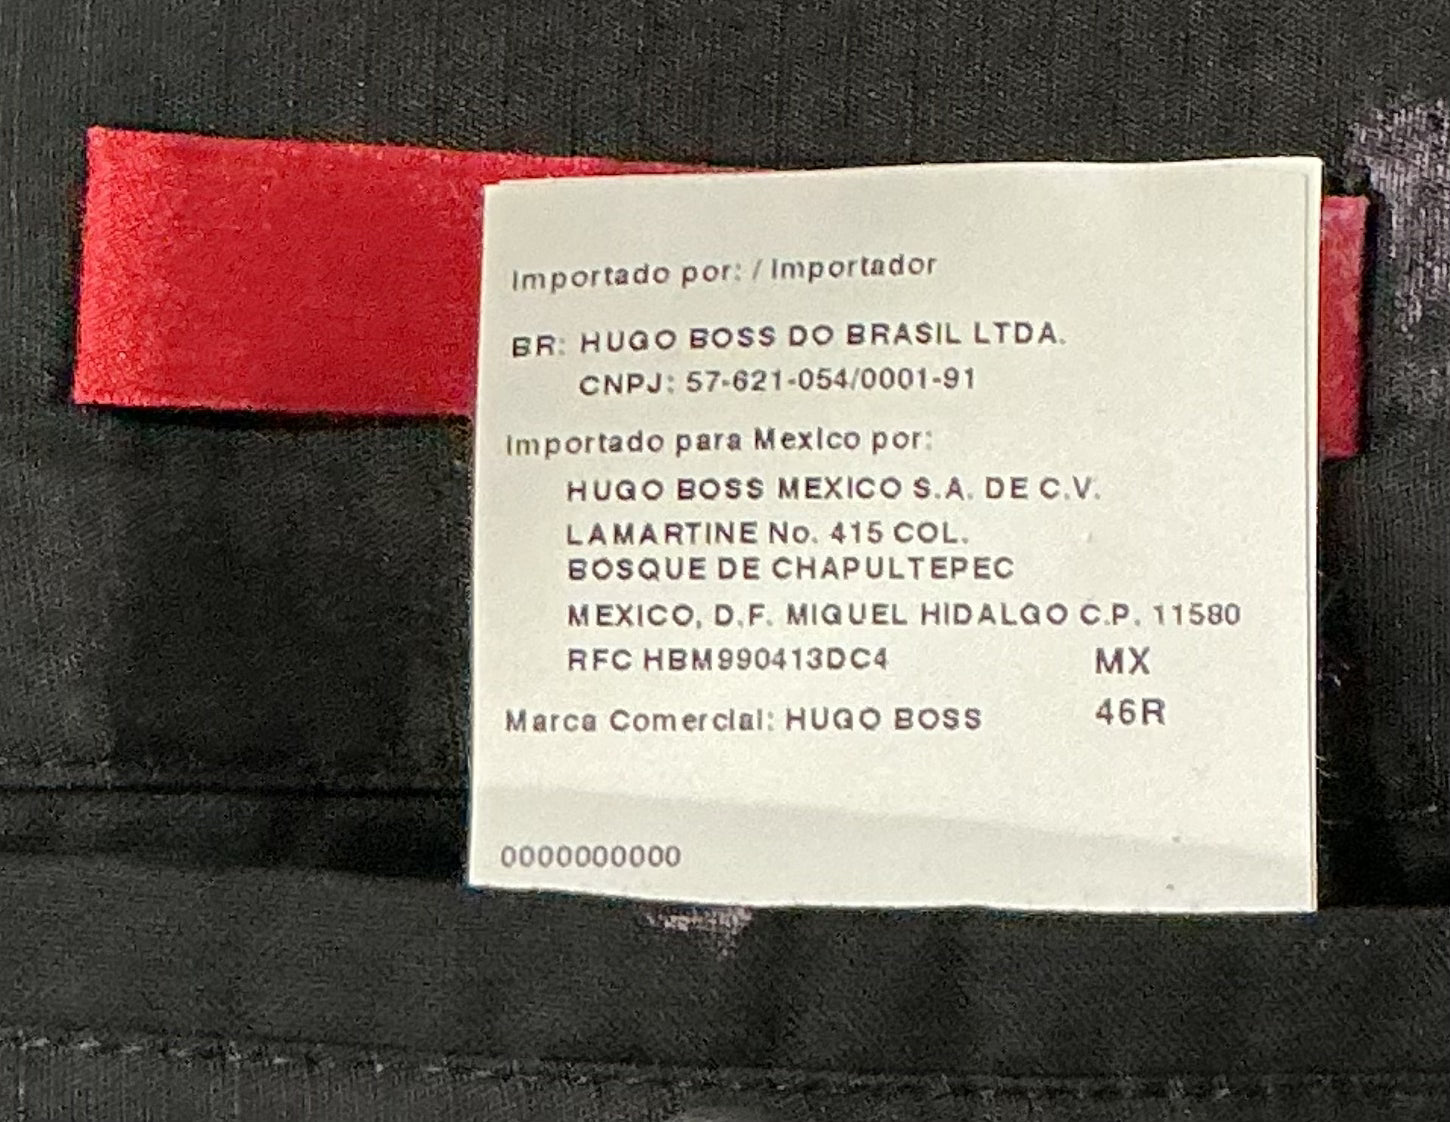 Importado por: / Importador
BR: HUGO BOSS DO BRASIL LTDA.
CNPJ: 57-621-054/0001-91
Importado para Mexico por:
HUGO BOSS MEXICO S.A. DE C.V.
LAMARTINE No. 415 COL.
BOSQUE DE CHAPULTEPEC
MEXICO, D.F. MIGUEL HIDALGO C.P. 11580
RFC HBM990413DC4 MX
Marca Comercial: HUGO BOSS 46R
0000000000